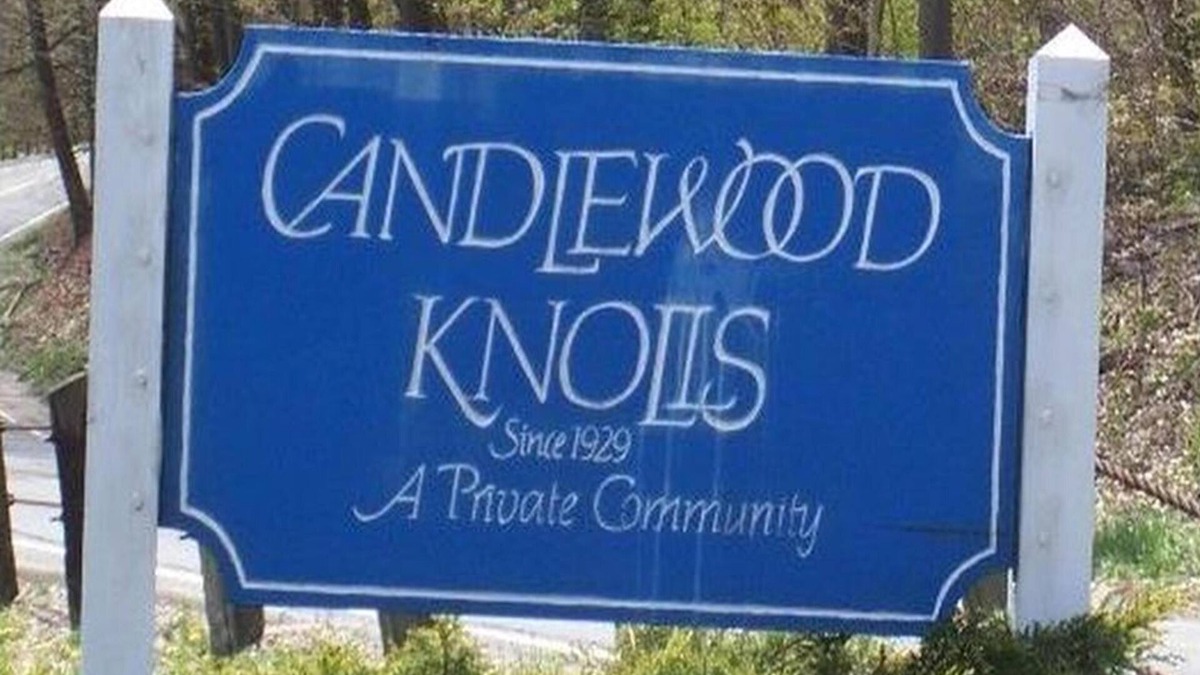 CANDLEWOOD
KNOLLS
Since 1929
A Private Community